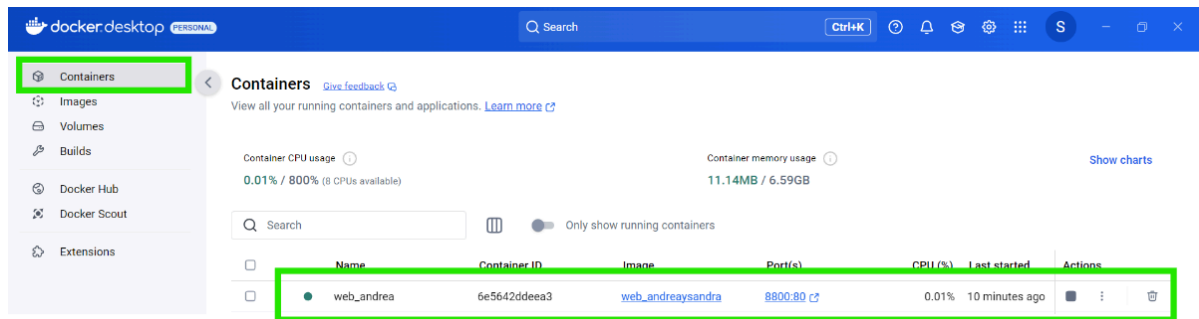 docker.desktop PERSONAL Search Ctrl+K S
Containers
Images
Volumes
Builds
Docker Hub
Docker Scout
Extensions
Containers Give feedback
View all your running containers and applications. Learn more
Container CPU usage
0.01% / 800% (8 CPUs available)
Container memory usage
11.14MB / 6.59GB
Show charts
Search
Only show running containers
Name Container ID Image Port(s) CPU (%) Last started Actions
web_andrea 6e5642ddeea3 web_andreaysandra 8800:80 0.01% 10 minutes ago